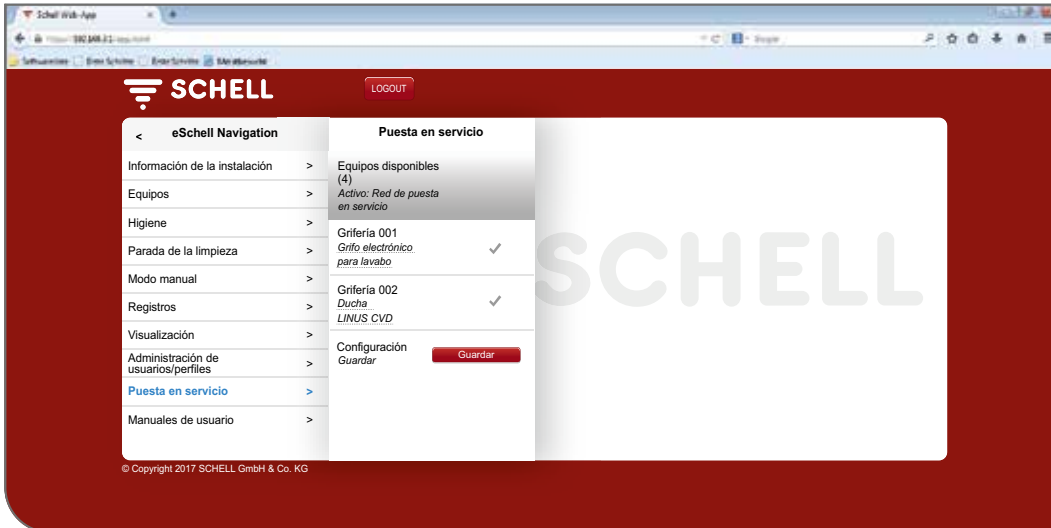 Schell Web-App
SCHELL
LOGOUT
< eSchell Navigation
Información de la instalación >
Equipos >
Higiene >
Parada de la limpieza >
Modo manual >
Registros >
Visualización >
Administración de
usuarios/perfiles >
Puesta en servicio >
Manuales de usuario >
Puesta en servicio
Equipos disponibles
(4)
Activo: Red de puesta
en servicio
Grifería 001
Grifo electrónico
para lavabo
Grifería 002
Ducha
LINUS CVD
Configuración
Guardar
Guardar
SCHELL
© Copyright 2017 SCHELL GmbH & Co. KG